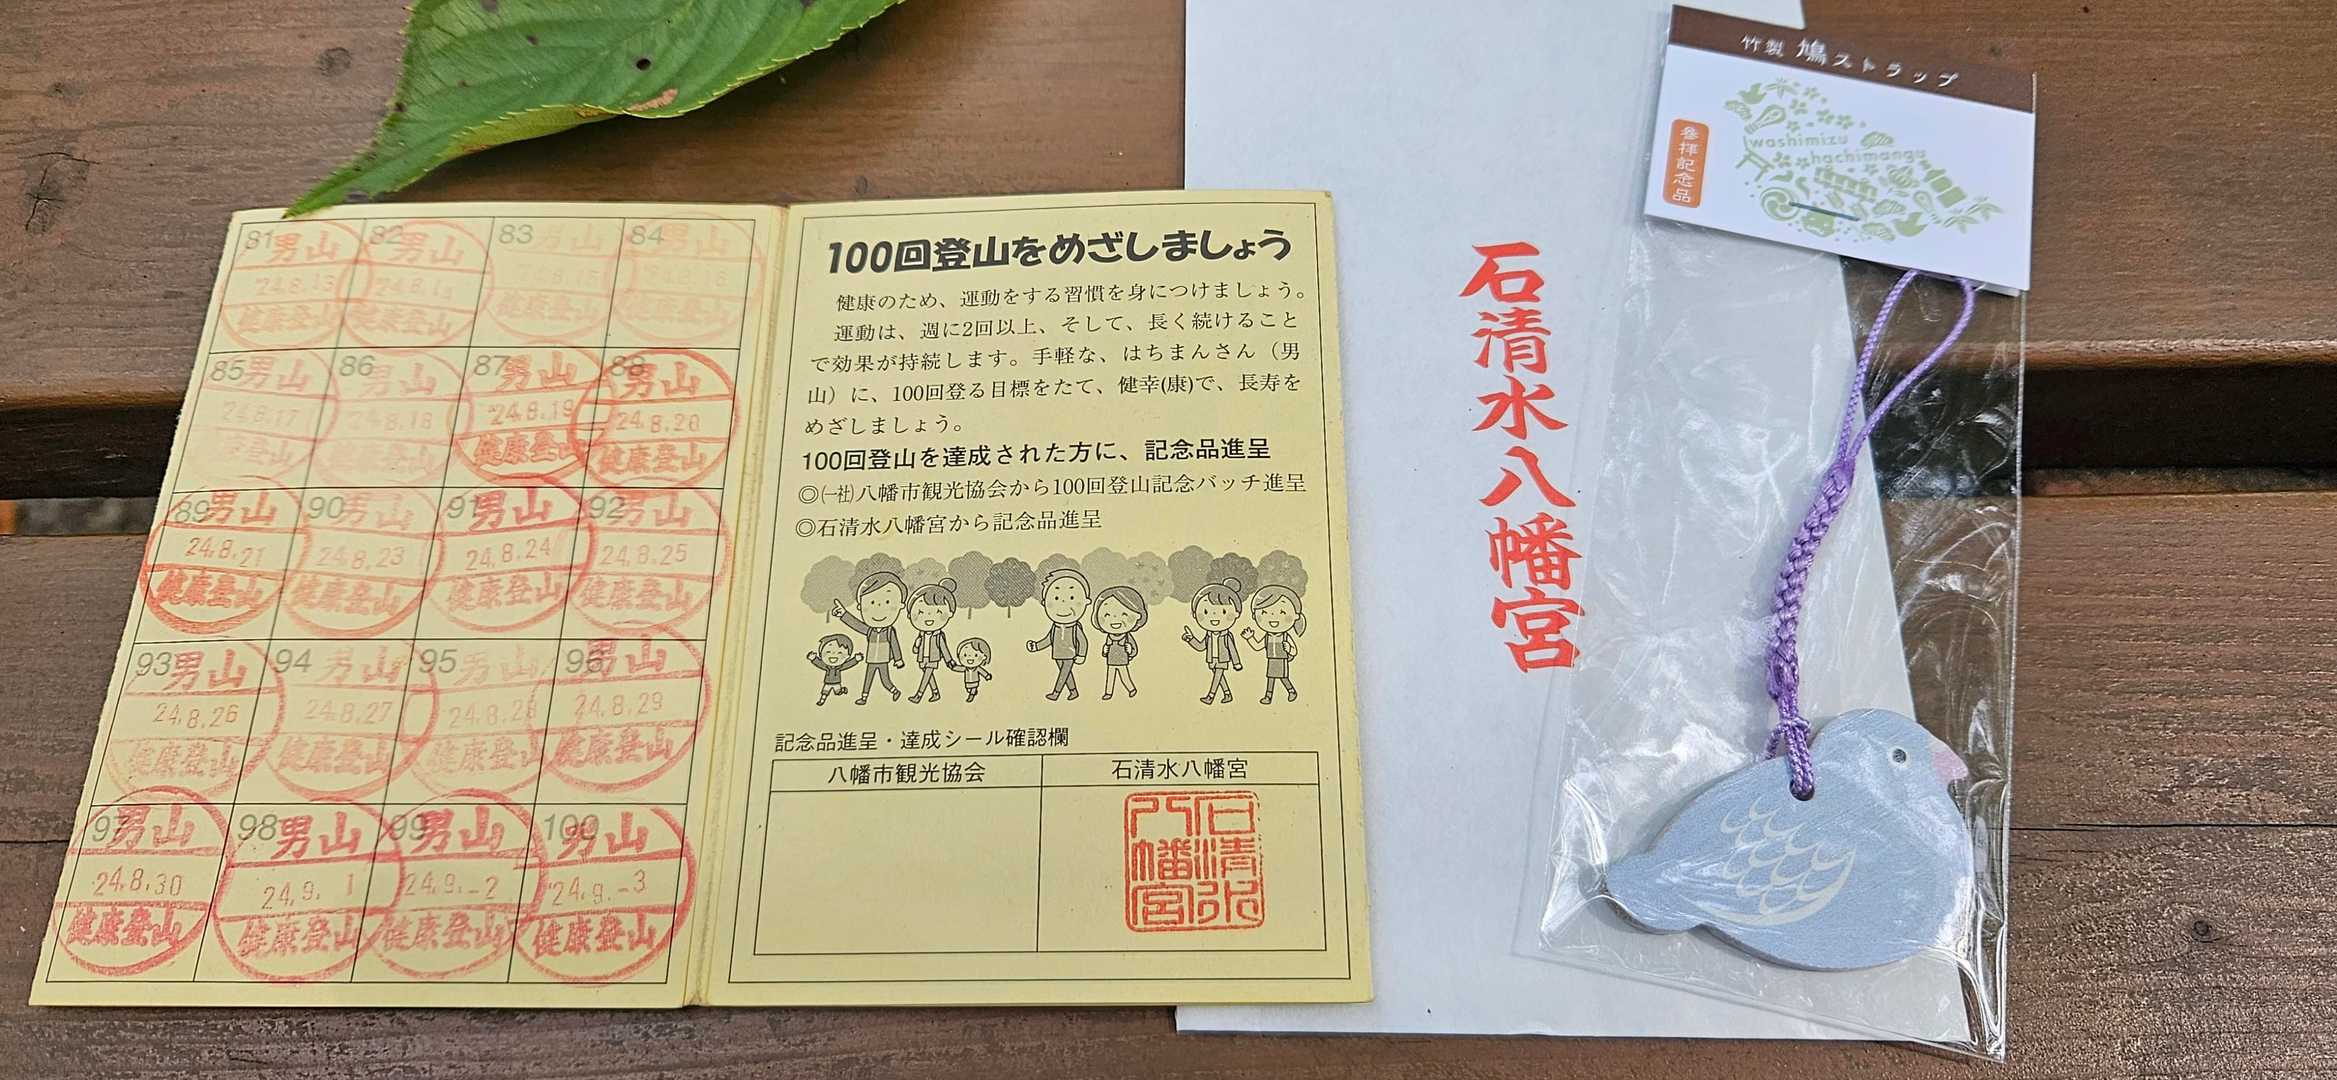 81 男山
'24.8.13
健康登山
82 男山
'24.8.14
健康登山
83 男山
'24.8.15
健康登山
84 男山
'24.8.16
健康登山
85 男山
'24.8.17
健康登山
86 男山
'24.8.18
健康登山
87 男山
'24.8.19
健康登山
88 男山
'24.8.20
健康登山
89 男山
24.8.21
健康登山
90 男山
24.8.23
健康登山
91 男山
24.8.24
健康登山
92 男山
24.8.25
健康登山
93 男山
24.8.26
健康登山
94 男山
24.8.27
健康登山
95 男山
24.8.28
健康登山
96 男山
24.8.29
健康登山
97 男山
24.8.30
健康登山
98 男山
24.9. 1
健康登山
99 男山
24.9.-2
健康登山
100 男山
'24.9.-3
健康登山
100回登山をめざしましょう
健康のため、運動をする習慣を身につけましょう。
運動は、週に2回以上、そして、長く続けること
で効果が持続します。手軽な、はちまんさん（男
山）に、100回登る目標をたて、健幸(康)で、長寿を
めざしましょう。
100回登山を達成された方に、記念品進呈
◎(一社)八幡市観光協会から100回登山記念バッチ進呈
◎石清水八幡宮から記念品進呈
記念品進呈・達成シール確認欄
八幡市観光協会
石清水八幡宮
石清水
八幡宮
石清水八幡宮
竹製 鳩ストラップ
washimizu
hachimangu
參拝記念品